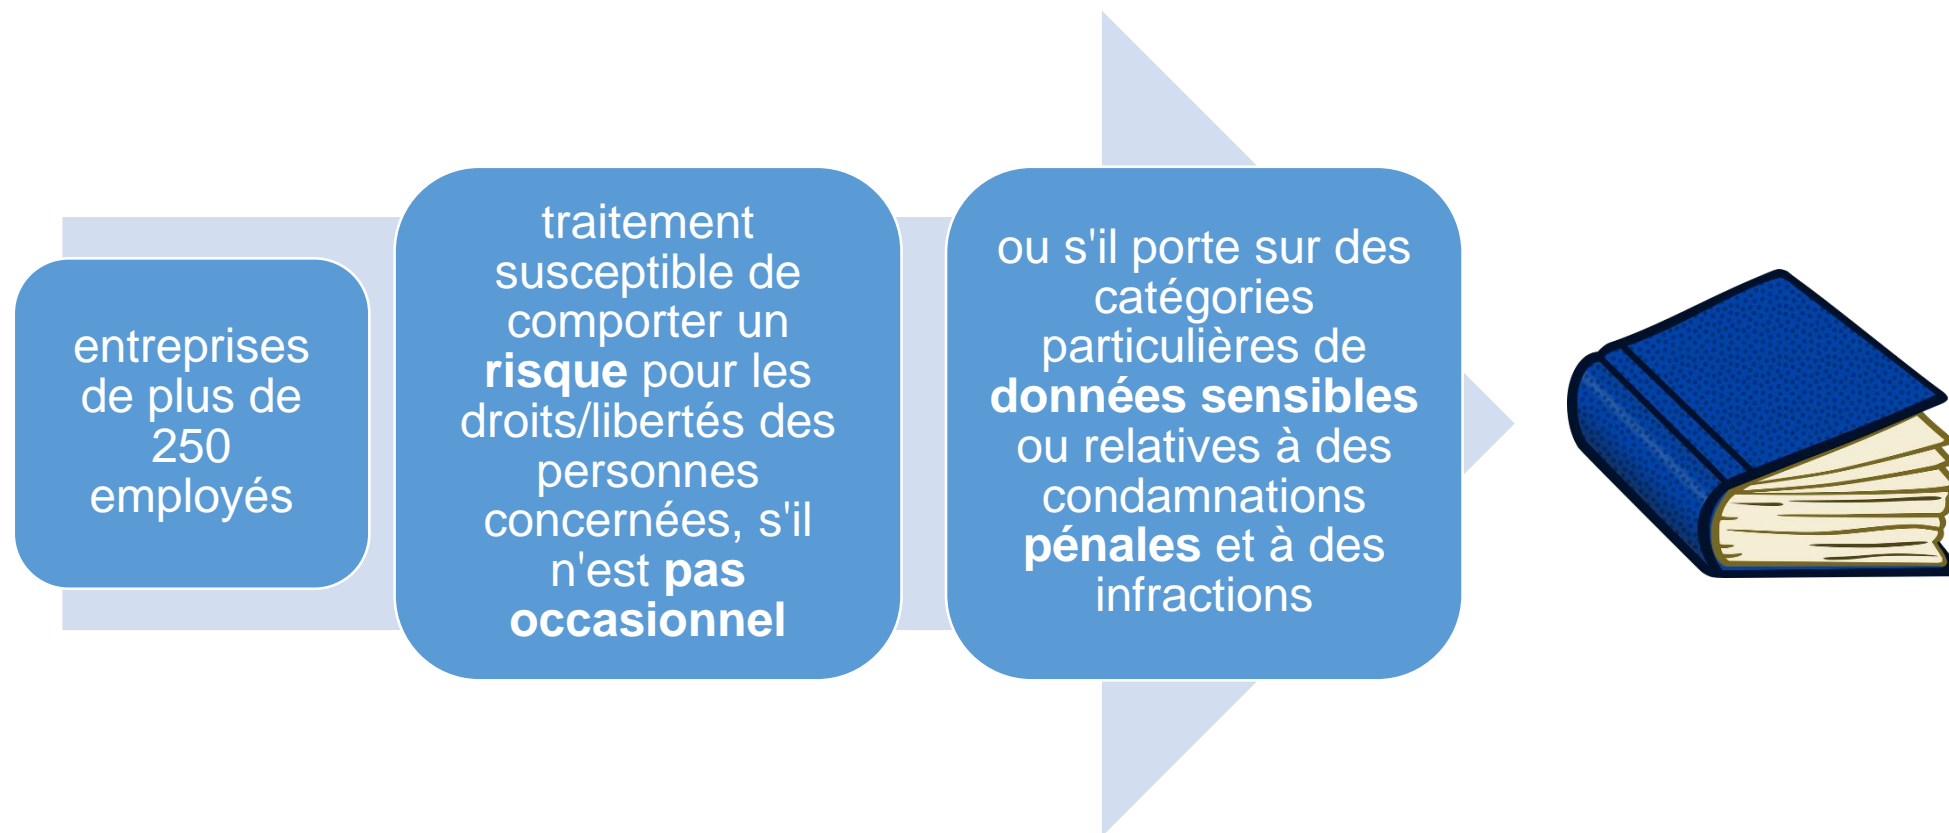 entreprises
de plus de
250
employés
traitement
susceptible de
comporter un
risque pour les
droits/libertés des
personnes
concernées, s'il
n'est pas
occasionnel
ou s'il porte sur des
catégories
particulières de
données sensibles
ou relatives à des
condamnations
pénales et à des
infractions